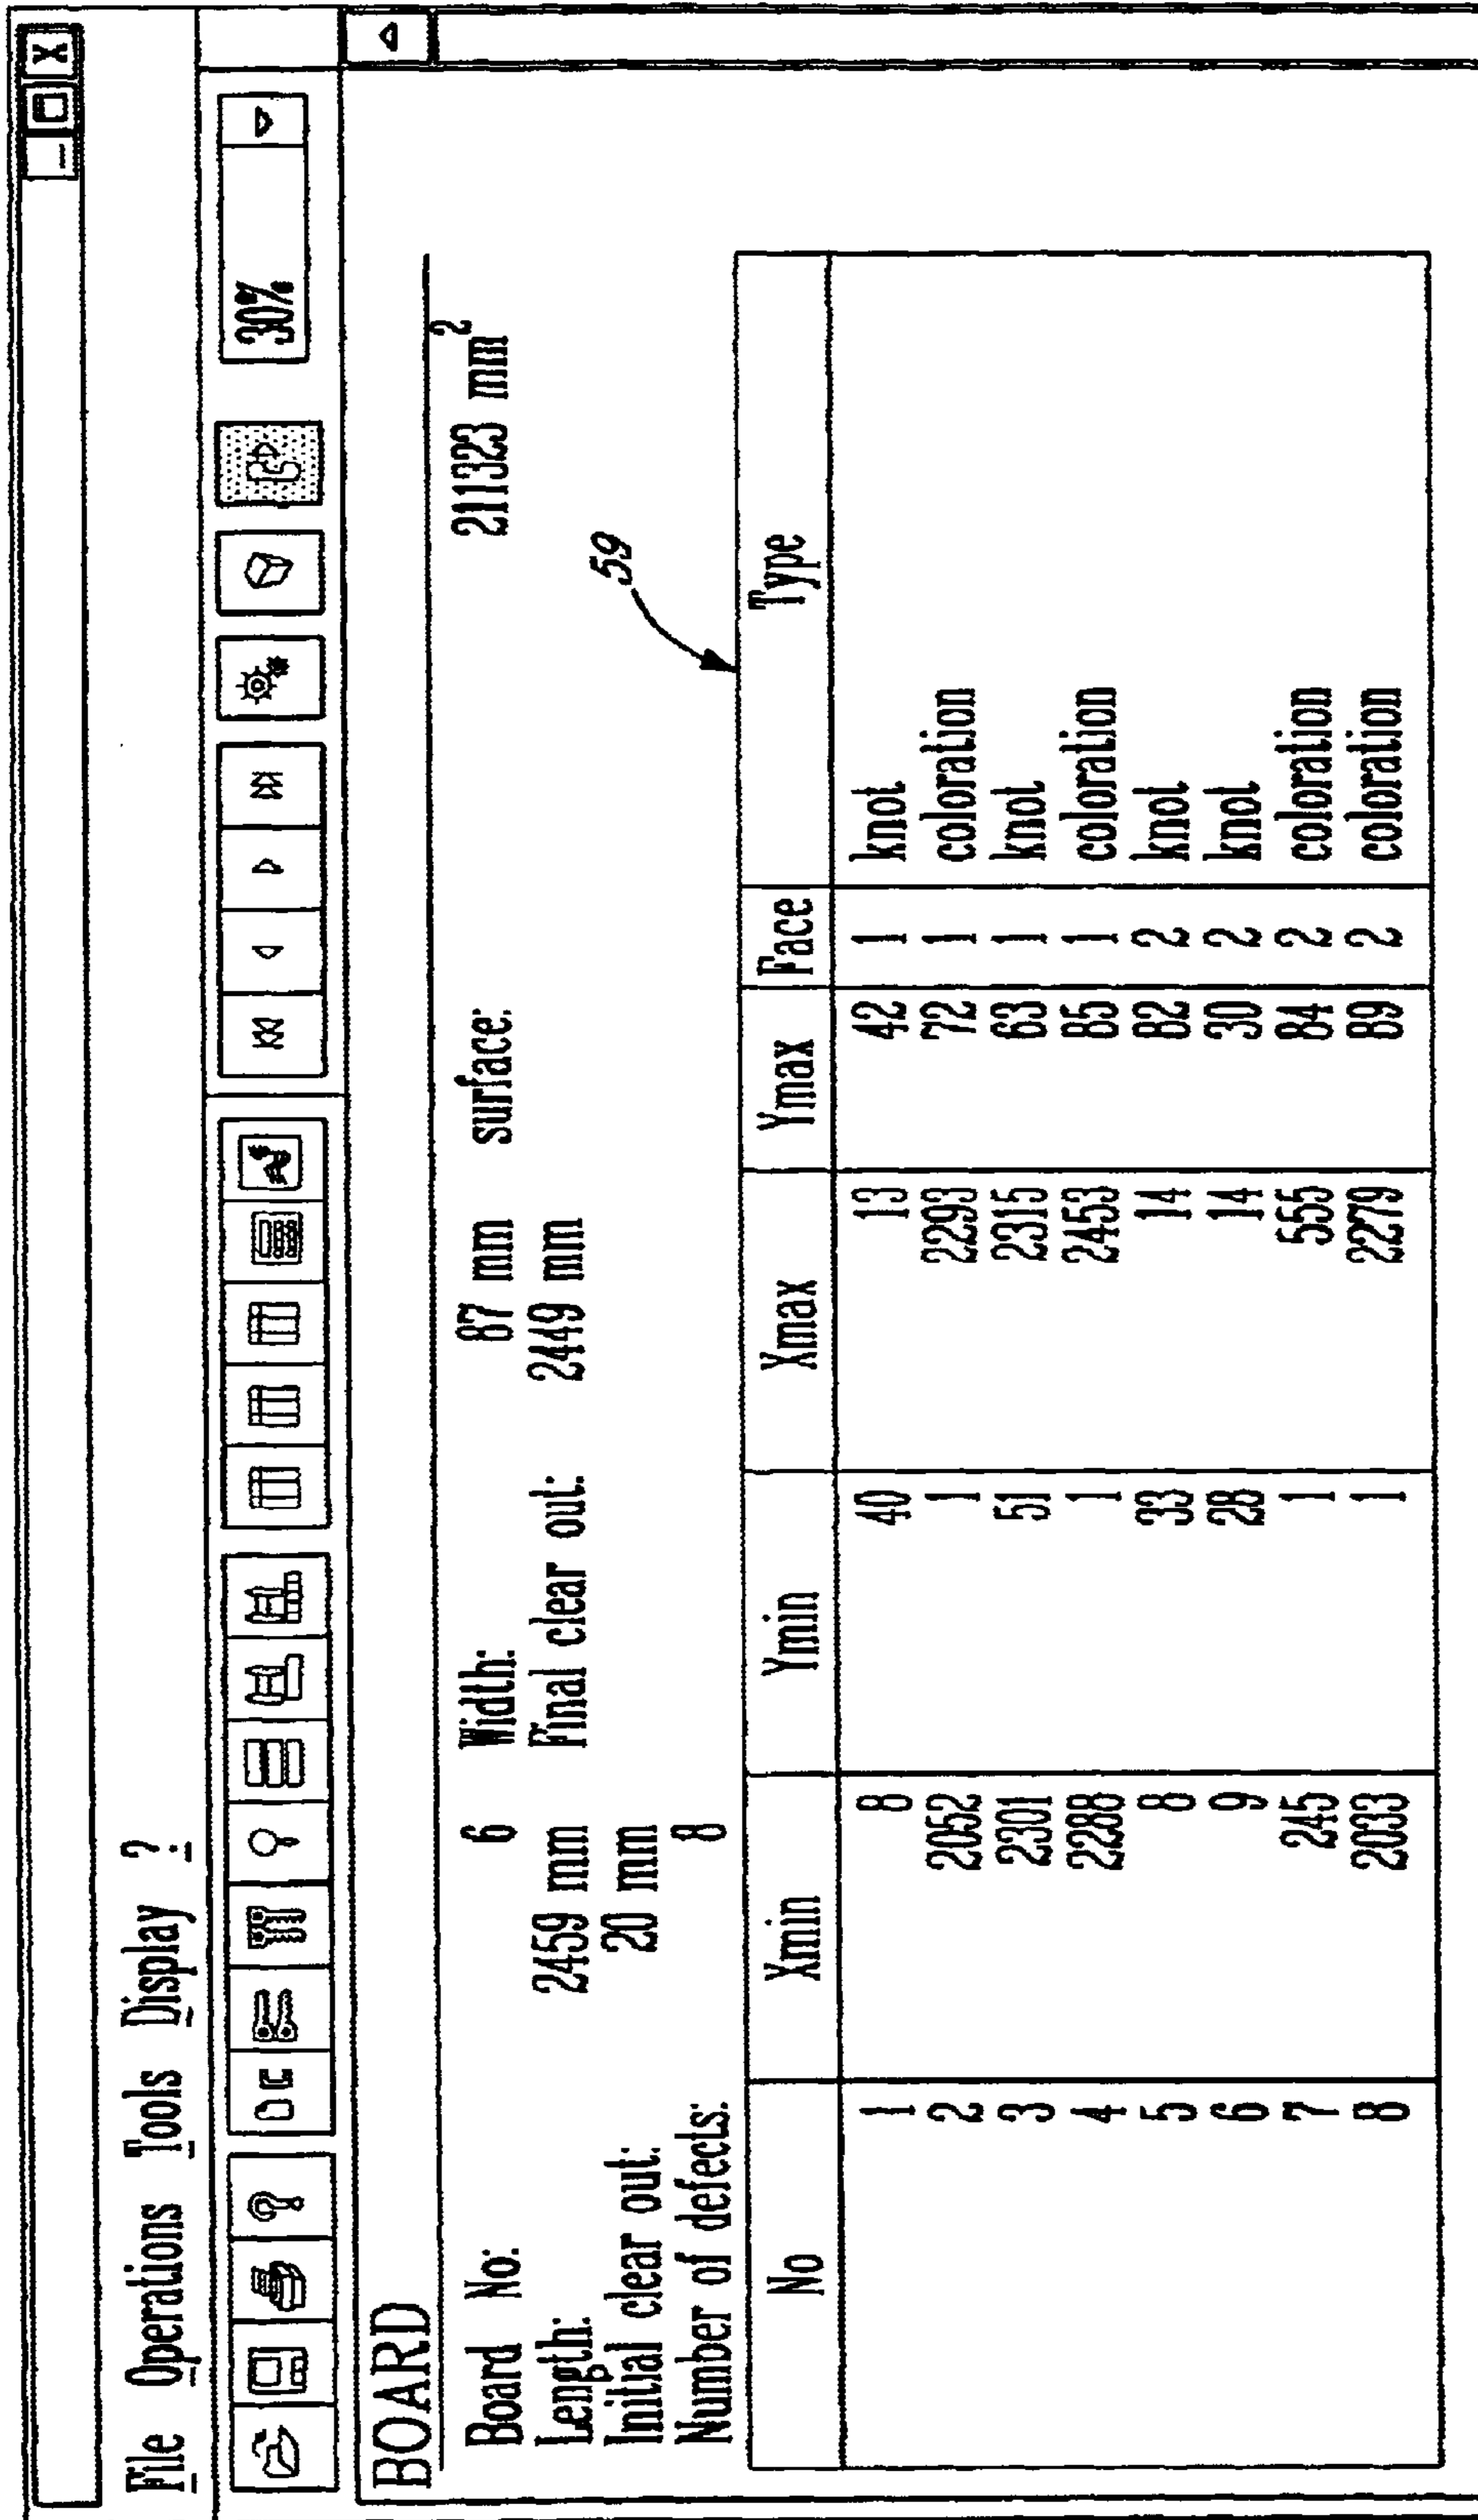 _ X
File Operations Tools Display ?
30%
BOARD
Board No: 6 Width: 87 mm surface: 211323 mm²
Length: 2459 mm Final clear out: 2449 mm
Initial clear out: 20 mm
Number of defects: 8
59
No Xmin Ymin Xmax Ymax Face Type
1 8 40 13 42 1 knot
2 2052 1 2293 72 1 coloration
3 2301 51 2315 63 1 knot
4 2288 1 2453 85 1 coloration
5 8 33 14 82 2 knot
6 9 28 14 30 2 knot
7 245 1 555 84 2 coloration
8 2033 1 2279 89 2 coloration